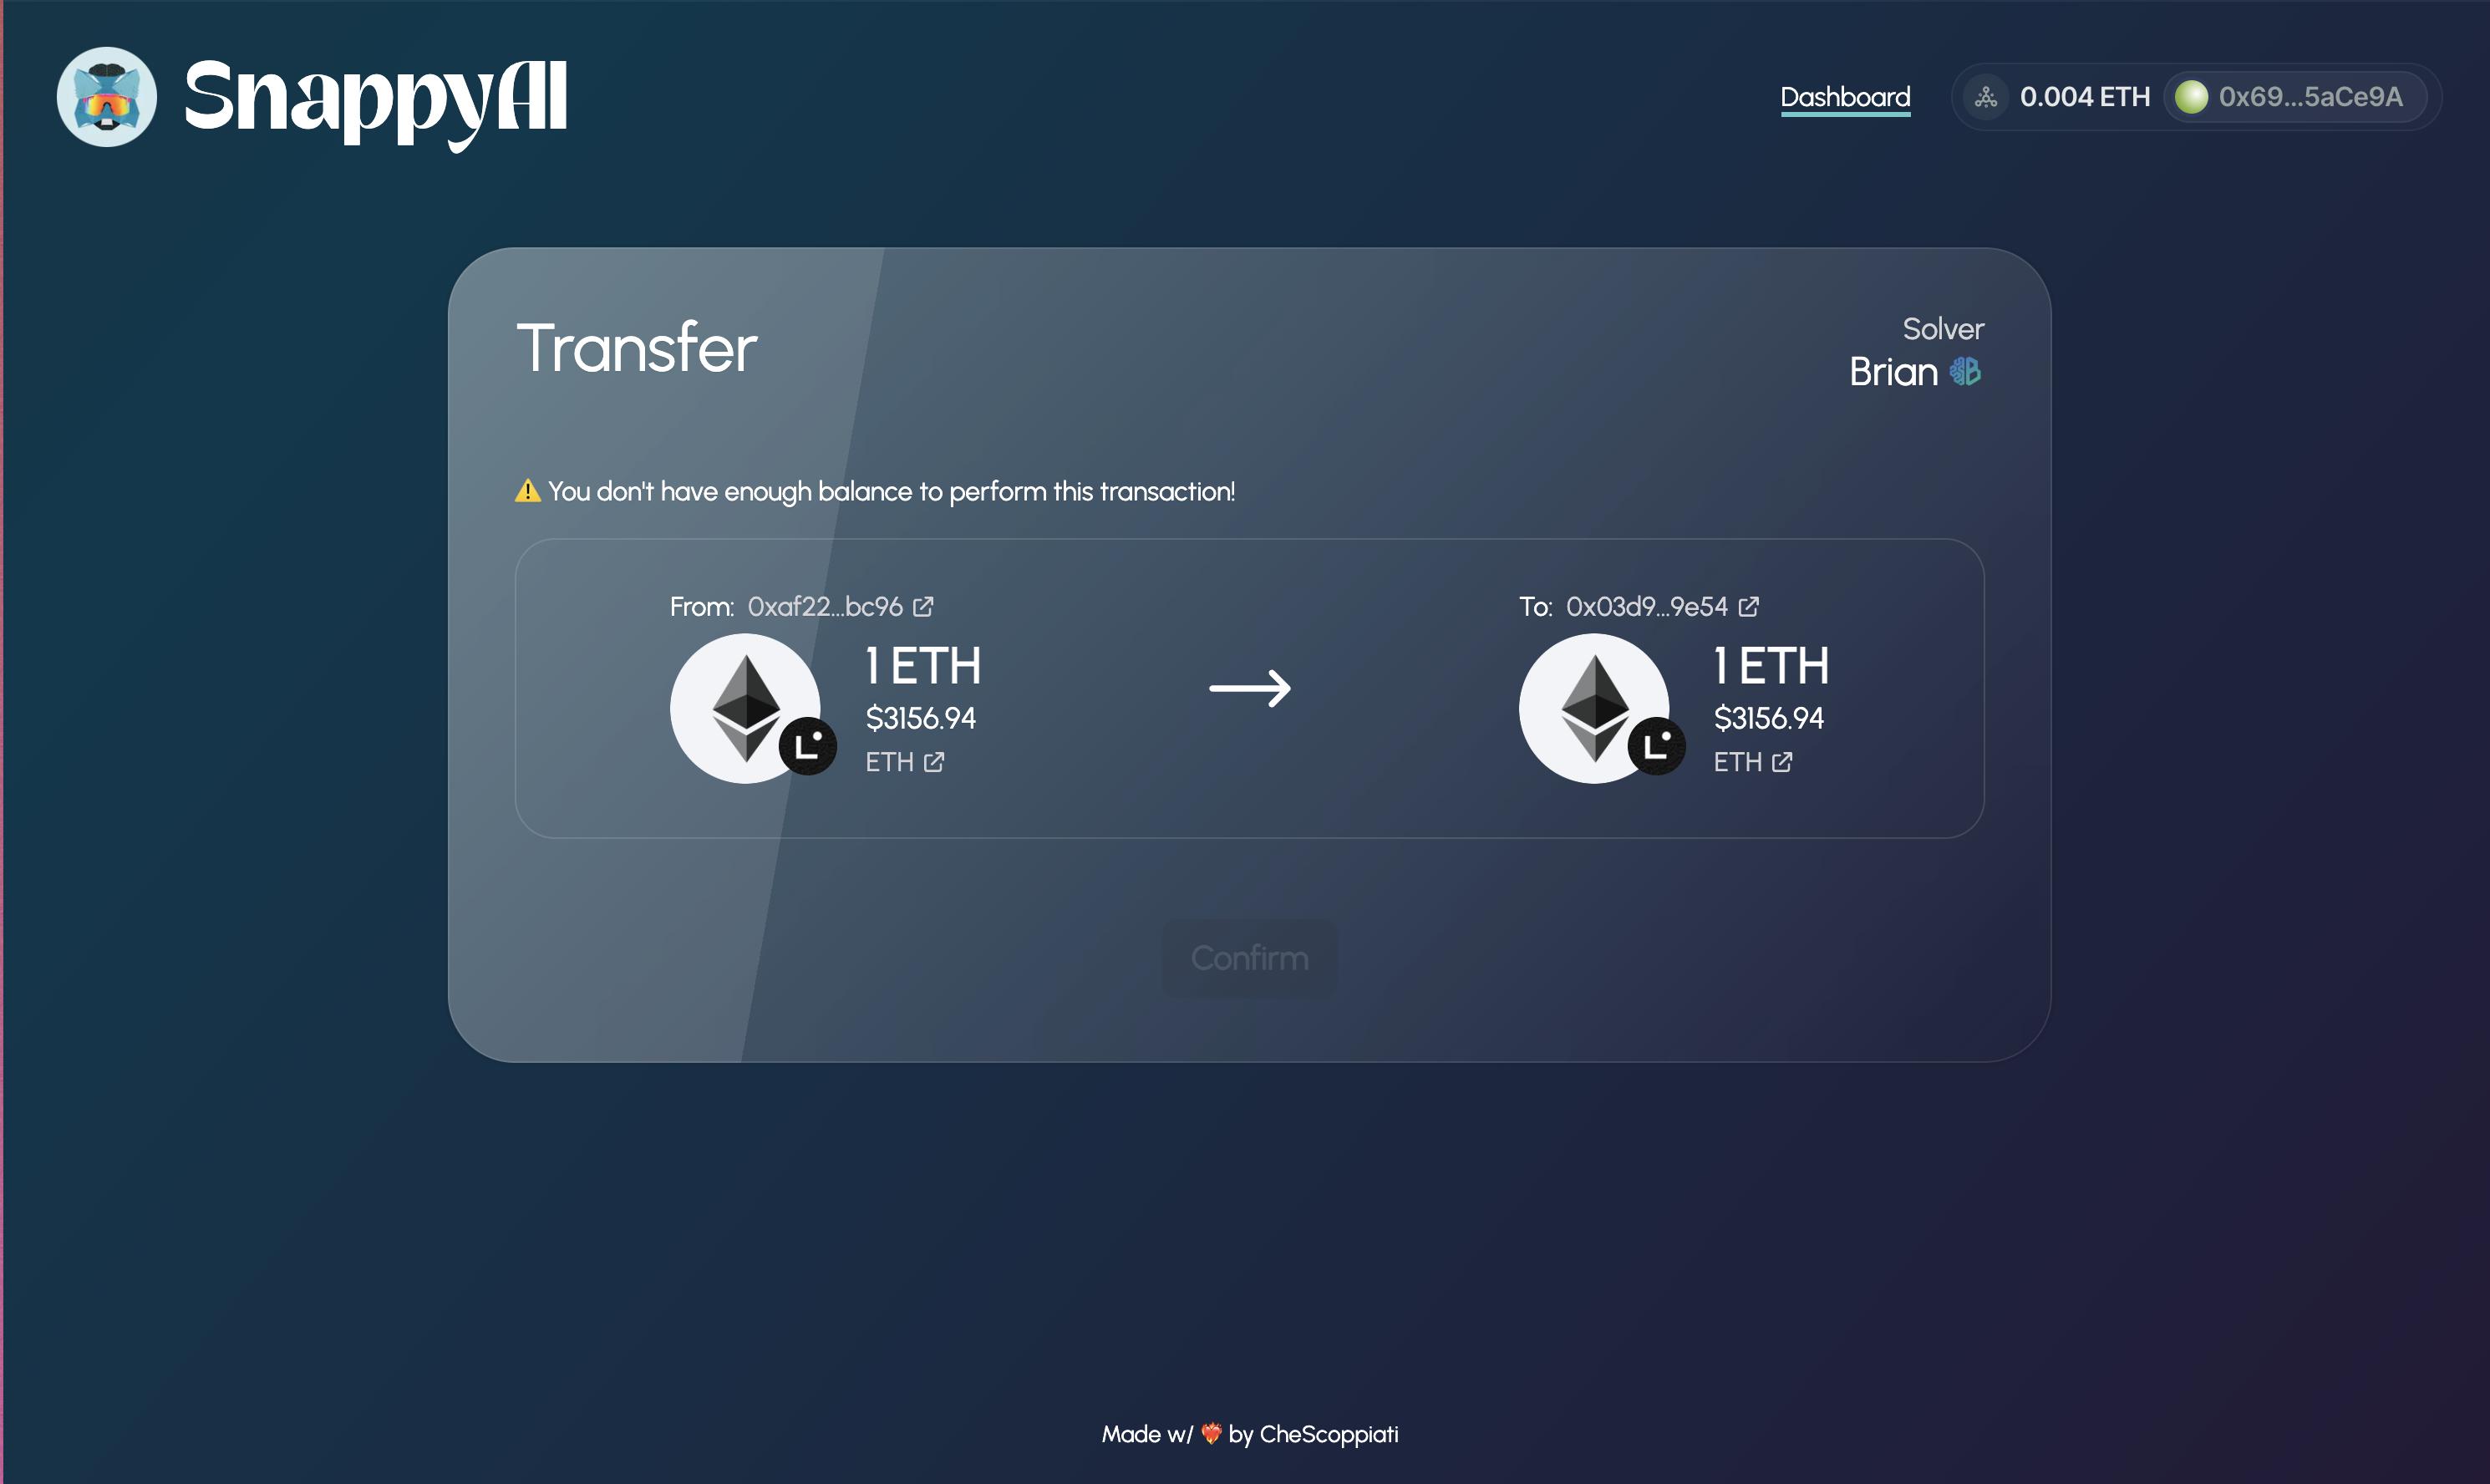 SnappyAI
Dashboard
0.004 ETH
0x69...5aCe9A
Transfer
Solver
Brian
⚠️ You don't have enough balance to perform this transaction!
From: 0xaf22...bc96
1 ETH
$3156.94
ETH
To: 0x03d9...9e54
1 ETH
$3156.94
ETH
Confirm
Made w/ ❤️‍🔥 by CheScoppiati